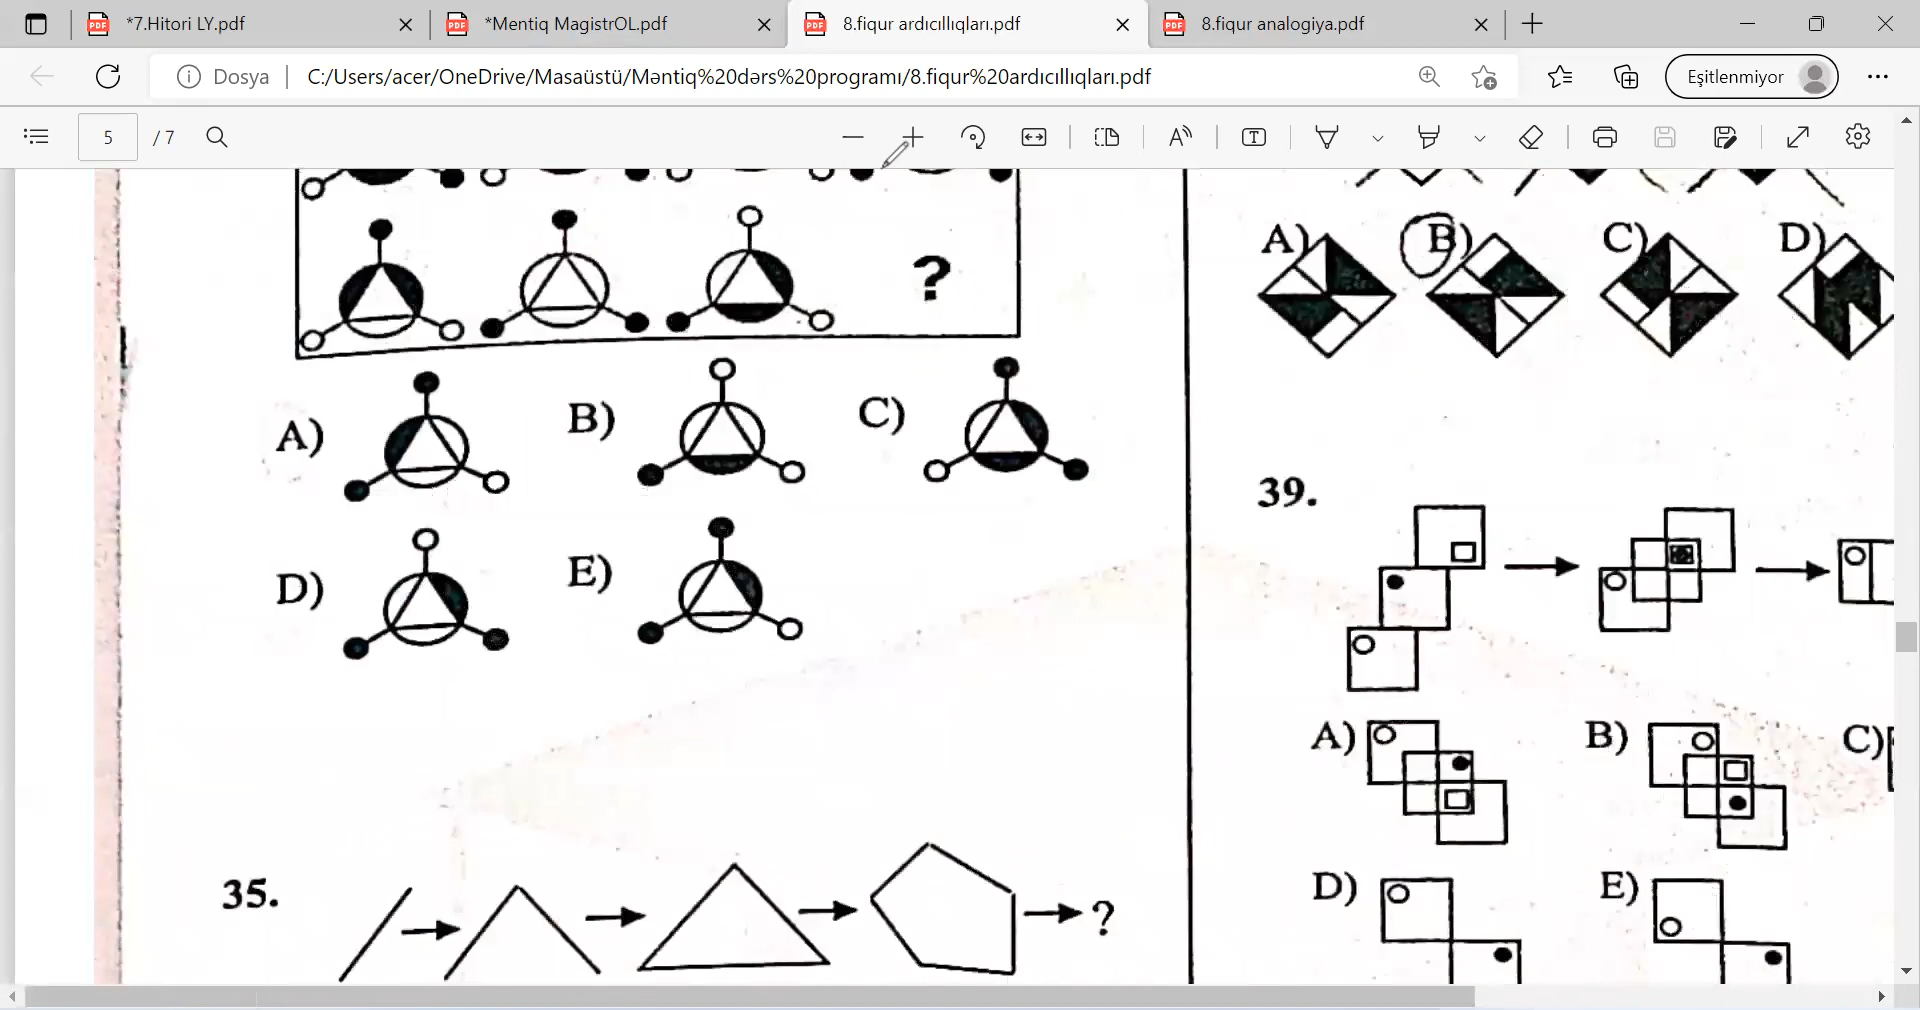 *7.Hitori LY.pdf
*Mentiq MagistrOL.pdf
8.fiqur ardıcıllıqları.pdf
8.fiqur analogiya.pdf
Dosya
C:/Users/acer/OneDrive/Masaüstü/Məntiq%20dərs%20programı/8.fiqur%20ardıcıllıqları.pdf
Eşitlenmiyor
5 / 7
?
A)
B)
C)
D)
E)
35.
?
A)
B)
C)
D)
39.
A)
B)
C)
D)
E)